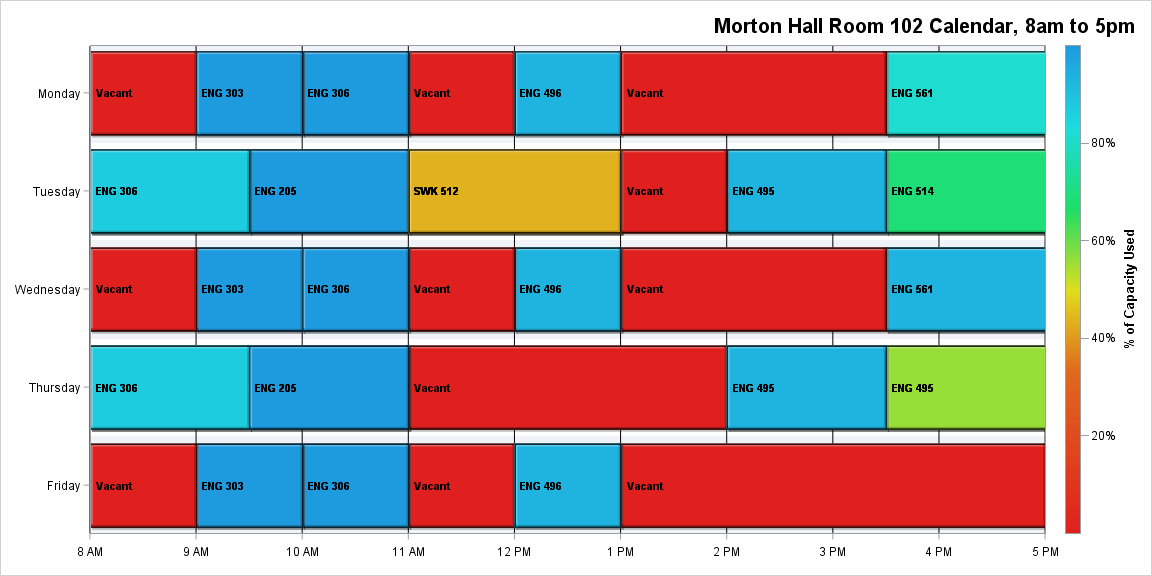 Morton Hall Room 102 Calendar, 8am to 5pm
Monday
Vacant
ENG 303
ENG 306
Vacant
ENG 496
Vacant
ENG 561
Tuesday
ENG 306
ENG 205
SWK 512
Vacant
ENG 495
ENG 514
Wednesday
Vacant
ENG 303
ENG 306
Vacant
ENG 496
Vacant
ENG 561
Thursday
ENG 306
ENG 205
Vacant
ENG 495
ENG 495
Friday
Vacant
ENG 303
ENG 306
Vacant
ENG 496
Vacant
8 AM
9 AM
10 AM
11 AM
12 PM
1 PM
2 PM
3 PM
4 PM
5 PM
80%
60%
40%
20%
% of Capacity Used